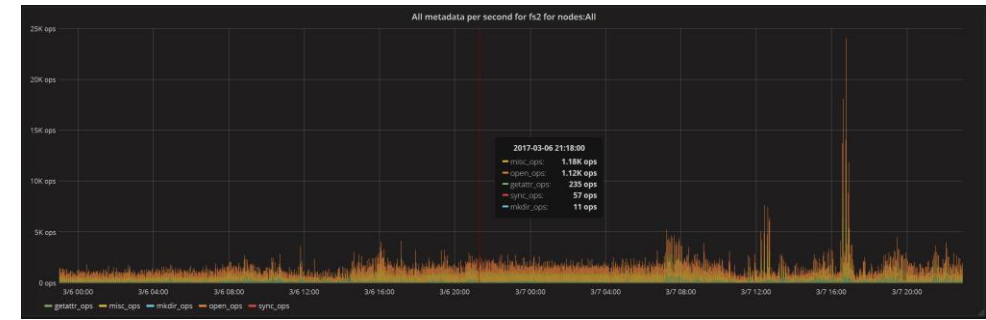 All metadata per second for fs2 for nodes:All
25K ops
20K ops
15K ops
10K ops
5K ops
0 ops
2017-03-06 21:18:00
misc_ops: 1.18K ops
open_ops: 1.12K ops
getattr_ops: 235 ops
sync_ops: 57 ops
mkdir_ops: 11 ops
3/6 00:00 3/6 04:00 3/6 08:00 3/6 12:00 3/6 16:00 3/6 20:00 3/7 00:00 3/7 04:00 3/7 08:00 3/7 12:00 3/7 16:00 3/7 20:00
getattr_ops misc_ops mkdir_ops open_ops sync_ops